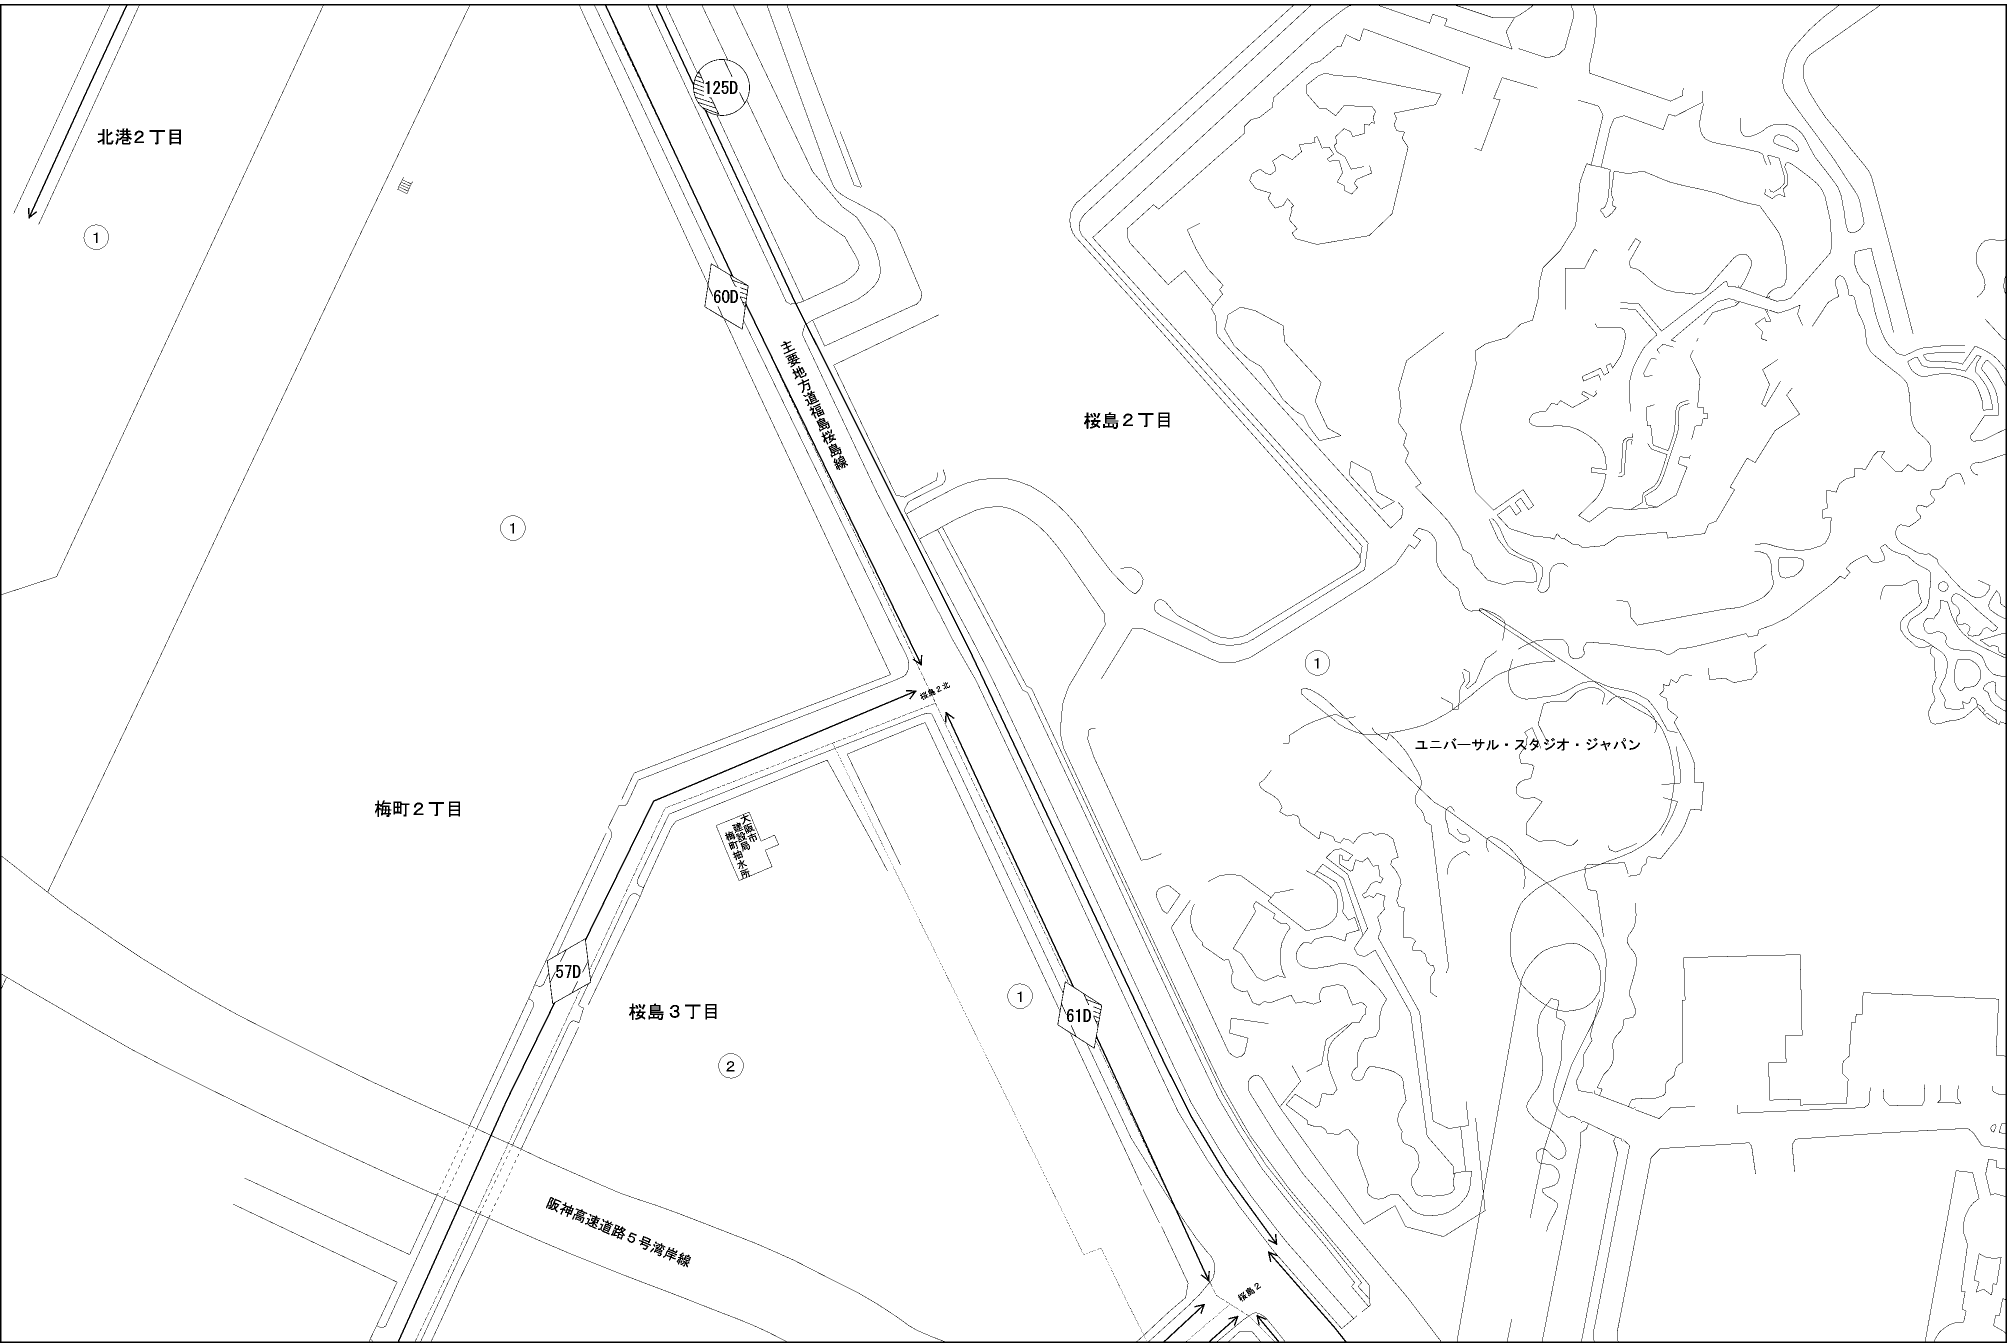 125D
北港２丁目
1
60D
主要地方道福島桜島線
桜島２丁目
1
1
桜島２北
ユニバーサル・スタジオ・ジャパン
梅町２丁目
大阪市
建設局
梅町抽水所
57D
桜島３丁目
1
61D
2
阪神高速道路５号湾岸線
桜島２